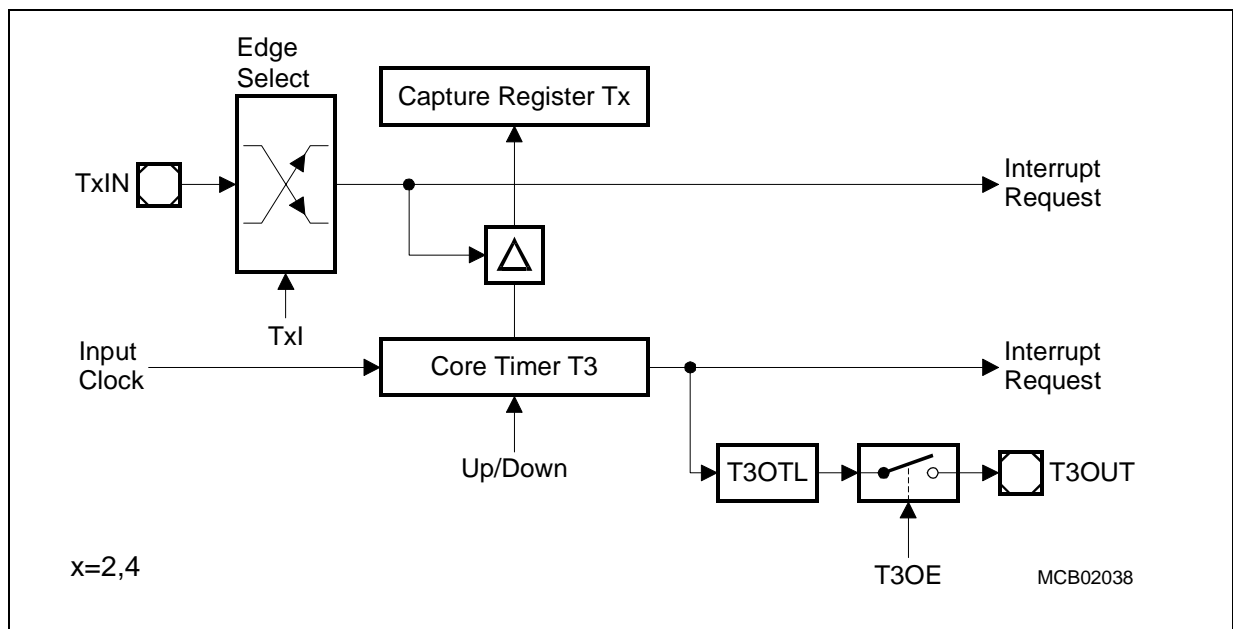 Edge
Select
Capture Register Tx
TxIN
Interrupt
Request
TxI
Input
Clock
Core Timer T3
Interrupt
Request
Up/Down
T3OTL
T3OUT
T3OE
x=2,4
MCB02038